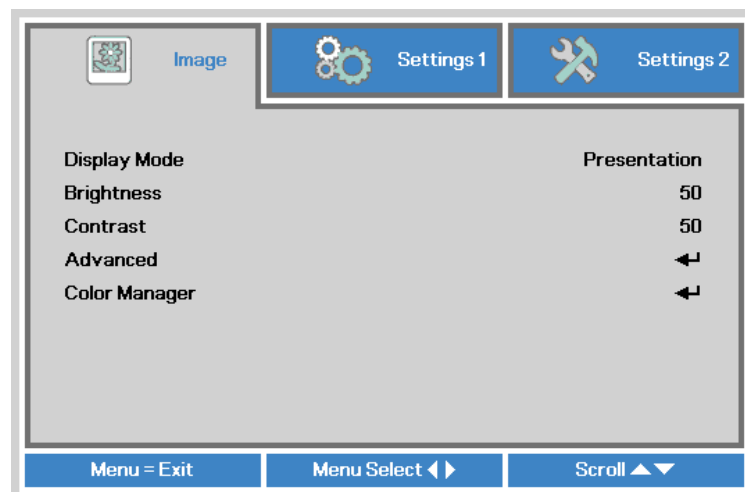 Image Settings 1 Settings 2
Display Mode Presentation
Brightness 50
Contrast 50
Advanced
Color Manager
Menu = Exit Menu Select Scroll